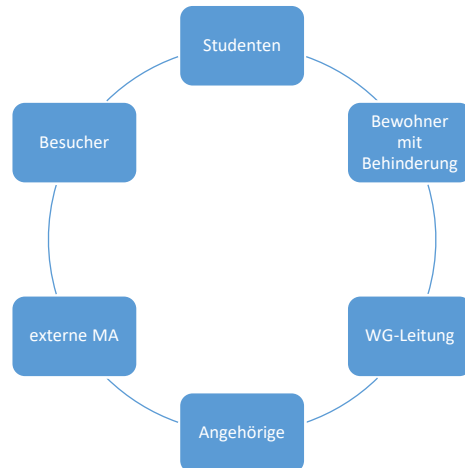 Studenten
Bewohner
mit
Behinderung
WG-Leitung
Angehörige
externe MA
Besucher